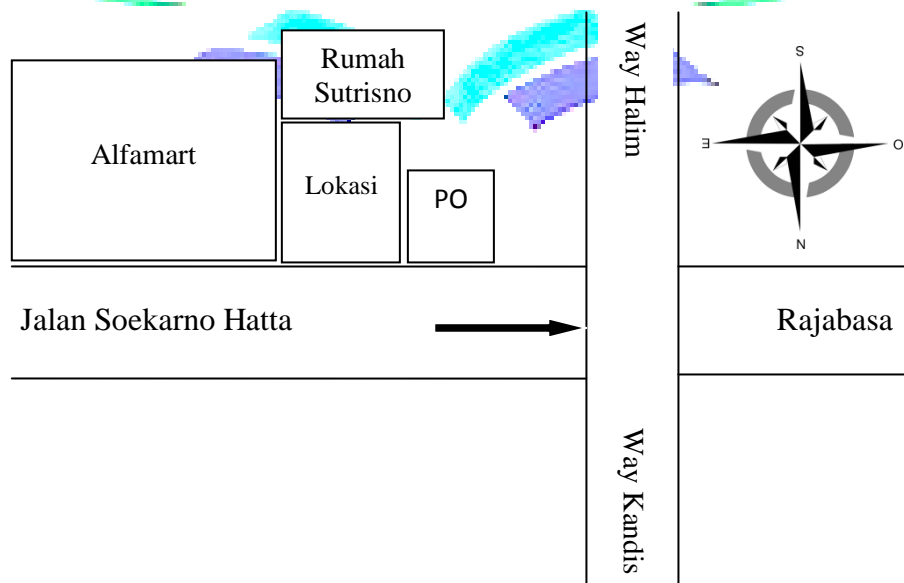 Rumah
Sutrisno
Alfamart
Lokasi
PO
Way Halim
S
E
O
N
Jalan Soekarno Hatta
Rajabasa
Way Kandis